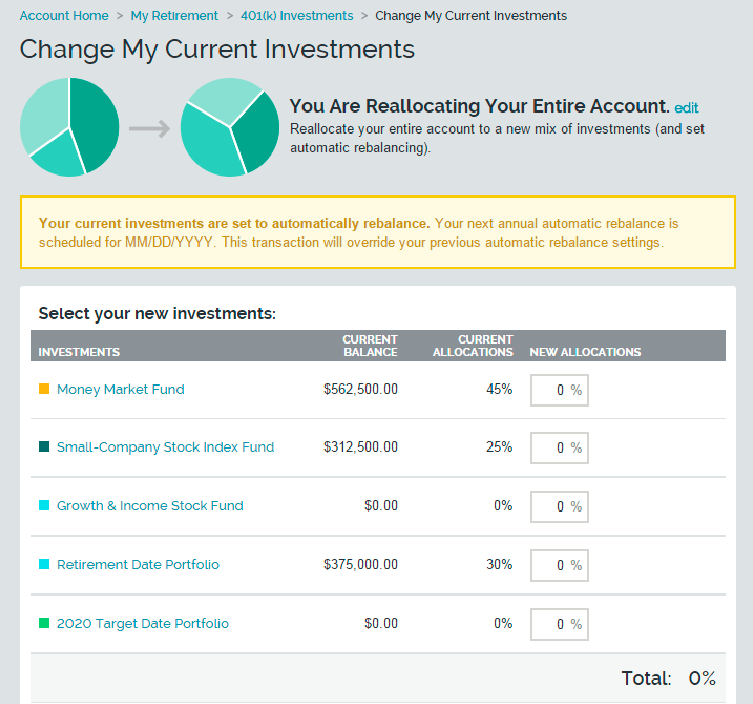 Account Home > My Retirement > 401(k) Investments > Change My Current Investments
Change My Current Investments
You Are Reallocating Your Entire Account. edit
Reallocate your entire account to a new mix of investments (and set
automatic rebalancing).
Your current investments are set to automatically rebalance. Your next annual automatic rebalance is
scheduled for MM/DD/YYYY. This transaction will override your previous automatic rebalance settings.
Select your new investments:
INVESTMENTS CURRENT BALANCE CURRENT ALLOCATIONS NEW ALLOCATIONS
Money Market Fund $562,500.00 45% 0 %
Small-Company Stock Index Fund $312,500.00 25% 0 %
Growth & Income Stock Fund $0.00 0% 0 %
Retirement Date Portfolio $375,000.00 30% 0 %
2020 Target Date Portfolio $0.00 0% 0 %
Total: 0%